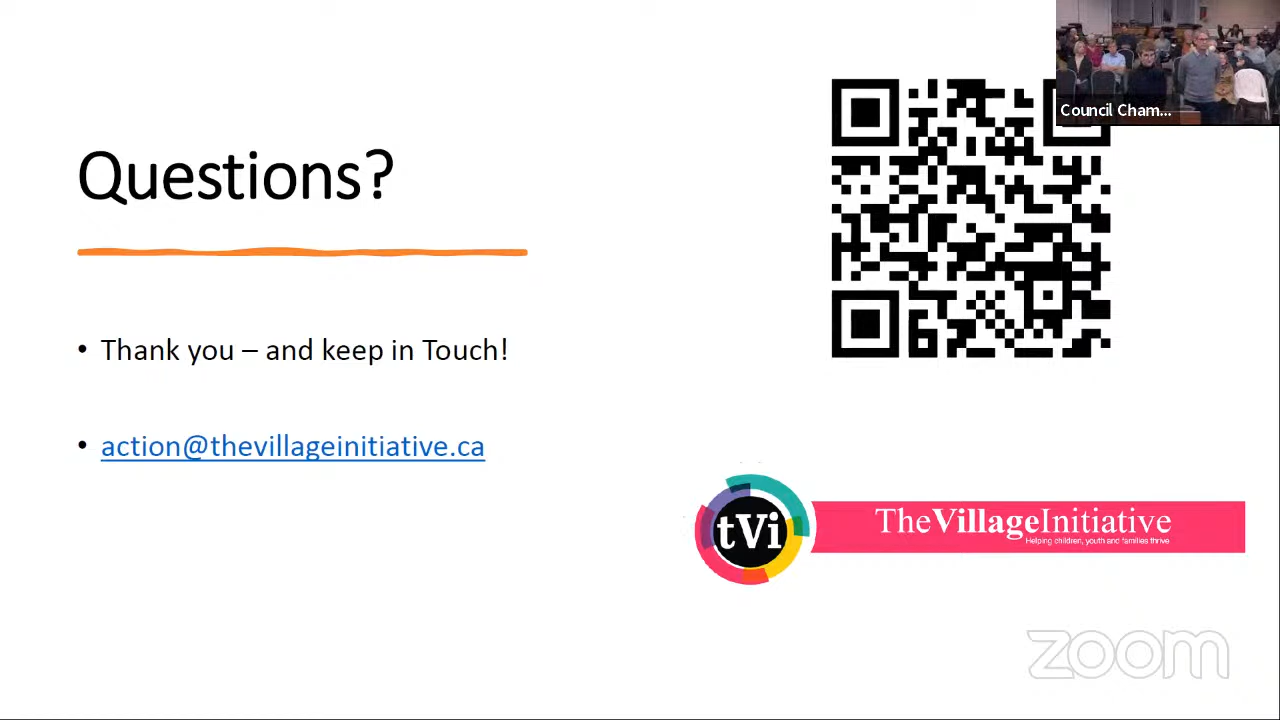 Council Cham...
Questions?
• Thank you – and keep in Touch!
• action@thevillageinitiative.ca
tVi
TheVillageInitiative
Helping children, youth and families thrive
zoom